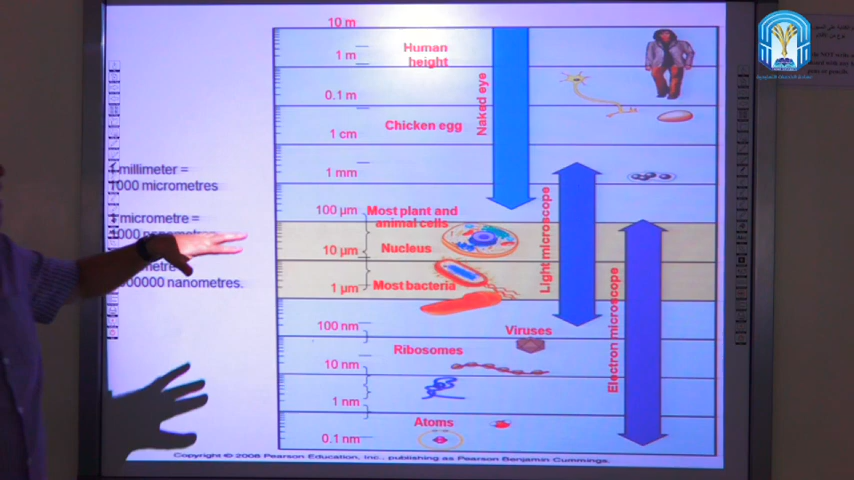 10 m
Human
height
1 m
0.1 m
Naked eye
Chicken egg
1 cm
1 mm
1 millimetre =
1000 micrometres
100 µm
Most plant and
animal cells
micrometre =
Light microscope
Nucleus
10 µm
nanometres.
Most bacteria
1 µm
Electron microscope
100 nm
Viruses
Ribosomes
10 nm
1 nm
Atoms
0.1 nm
Copyright © 2008 Pearson Education, Inc., publishing as Pearson Benjamin Cummings.